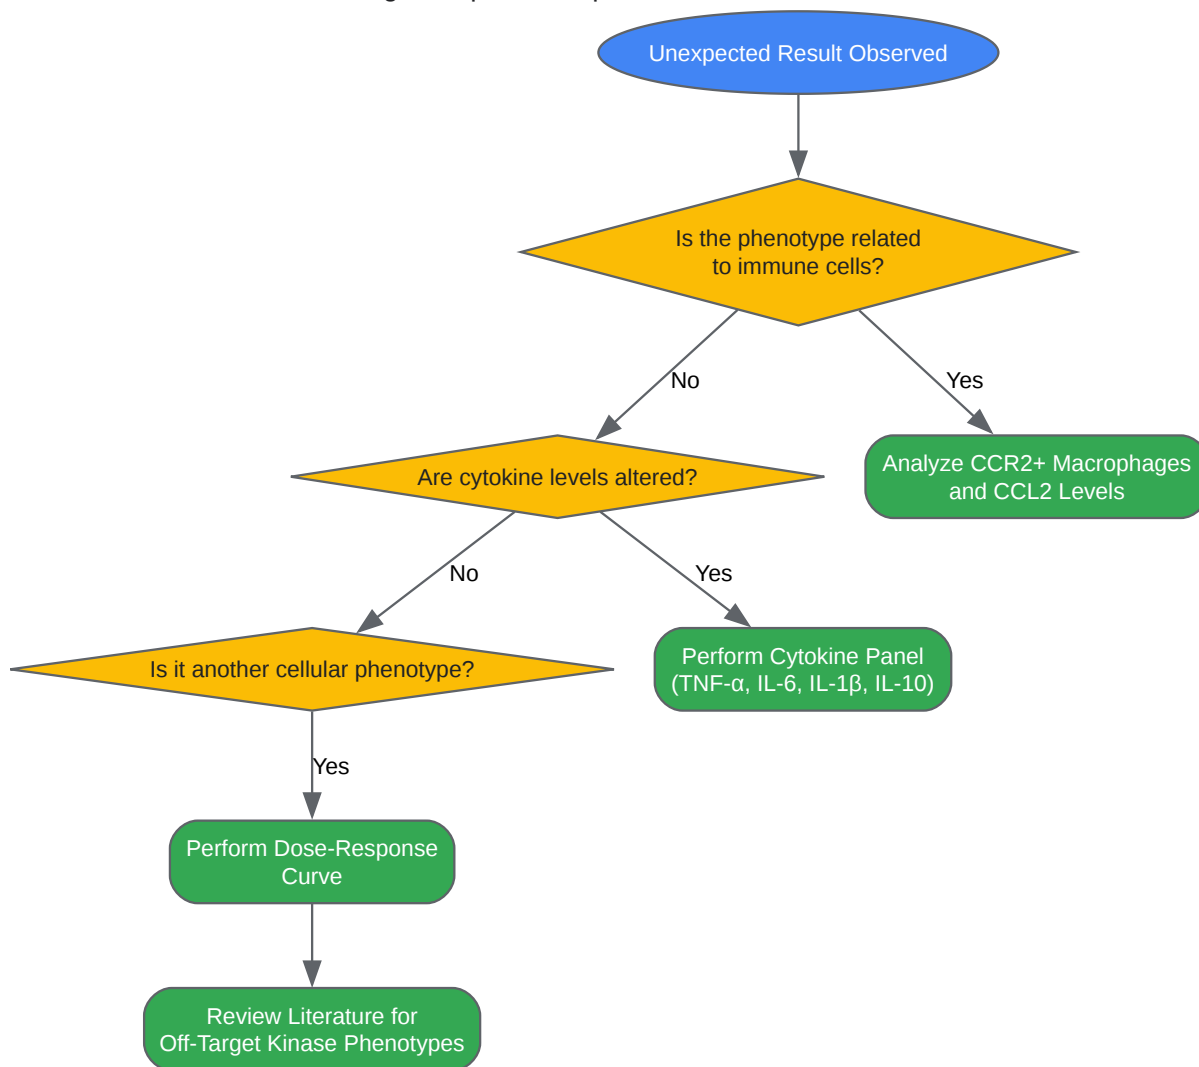 Unexpected Result Observed
Is the phenotype related
to immune cells?
No
Yes
Are cytokine levels altered?
Analyze CCR2+ Macrophages
and CCL2 Levels
No
Yes
Is it another cellular phenotype?
Perform Cytokine Panel
(TNF-α, IL-6, IL-1β, IL-10)
Yes
Perform Dose-Response
Curve
Review Literature for
Off-Target Kinase Phenotypes